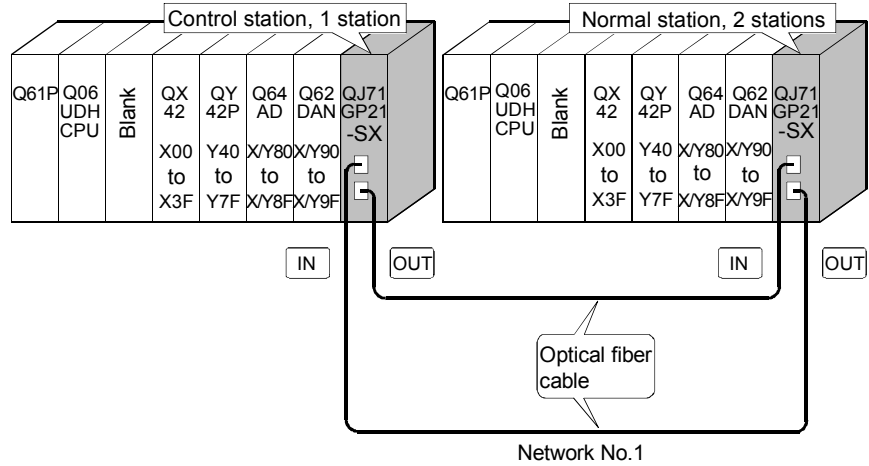 Control station, 1 station
Normal station, 2 stations
Q61P
Q06
UDH
CPU
Blank
QX
42
X00
to
X3F
QY
42P
Y40
to
Y7F
Q64
AD
X/Y80
to
X/Y8F
Q62
DAN
X/Y90
to
X/Y9F
QJ71
GP21
-SX
Q61P
Q06
UDH
CPU
Blank
QX
42
X00
to
X3F
QY
42P
Y40
to
Y7F
Q64
AD
X/Y80
to
X/Y8F
Q62
DAN
X/Y90
to
X/Y9F
QJ71
GP21
-SX
IN
OUT
IN
OUT
Optical fiber
cable
Network No.1